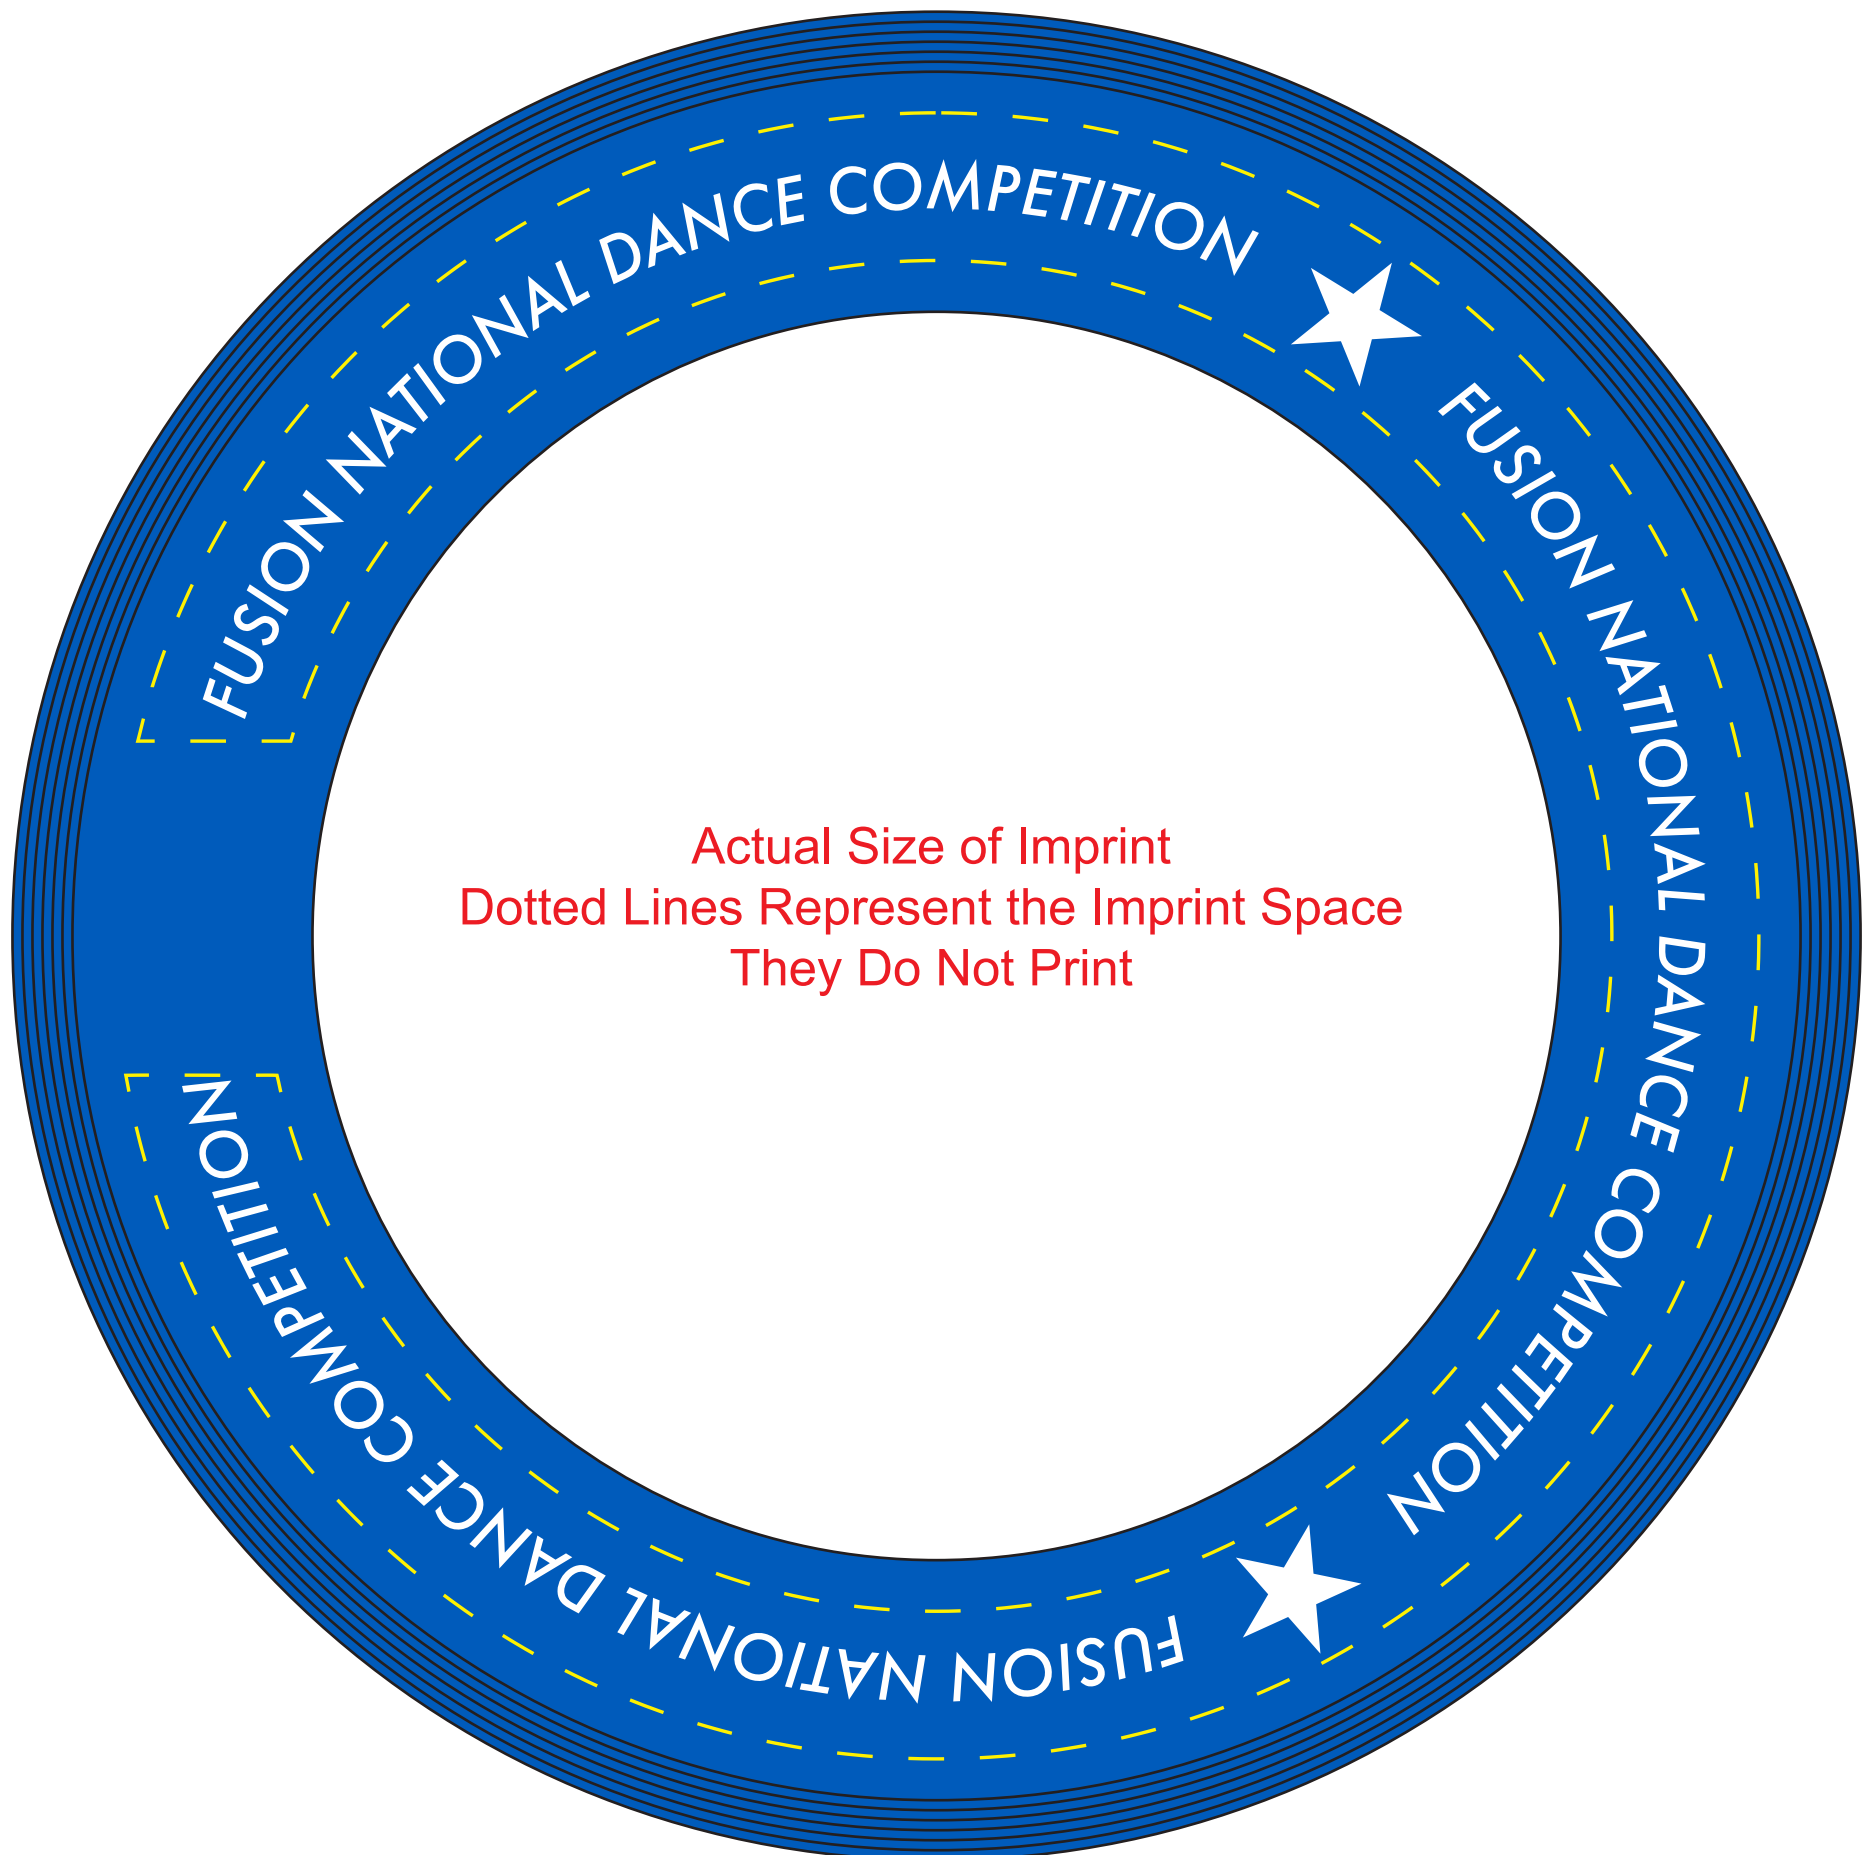 FUSION NATIONAL DANCE COMPETITION
FUSION NATIONAL DANCE COMPETITION
FUSION NATIONAL DANCE COMPETITION
Actual Size of Imprint
Dotted Lines Represent the Imprint Space
They Do Not Print